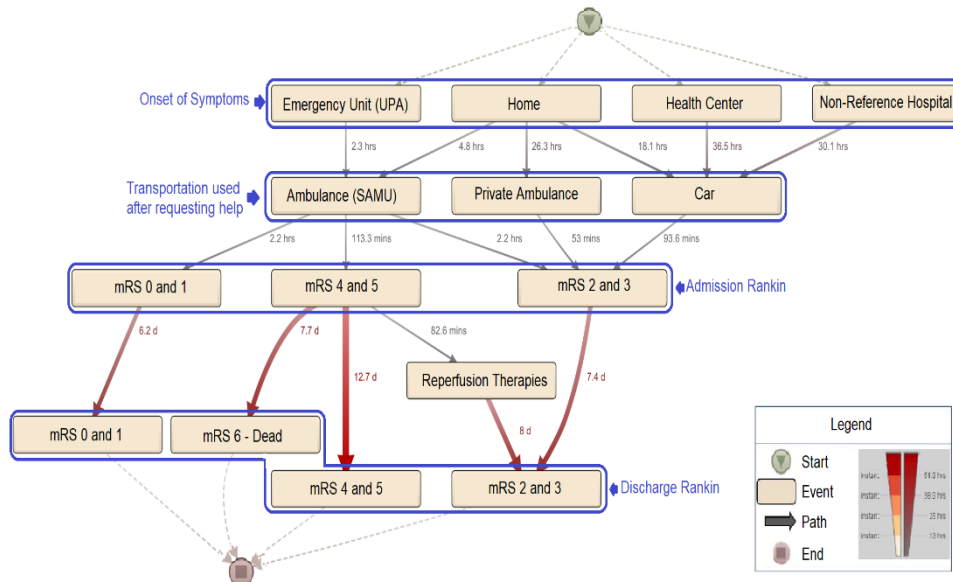 Onset of Symptoms
Emergency Unit (UPA)
Home
Health Center
Non-Reference Hospital
2.3 hrs
4.8 hrs
26.3 hrs
18.1 hrs
36.5 hrs
30.1 hrs
Transportation used
after requesting help
Ambulance (SAMU)
Private Ambulance
Car
2.2 hrs
113.3 mins
2.2 hrs
53 mins
93.6 mins
mRS 0 and 1
mRS 4 and 5
mRS 2 and 3
Admission Rankin
6.2 d
7.7 d
82.6 mins
12.7 d
7.4 d
Reperfusion Therapies
mRS 0 and 1
mRS 6 - Dead
8 d
mRS 4 and 5
mRS 2 and 3
Discharge Rankin
Legend
Start
Event
Path
End
instant
instant
instant
instant